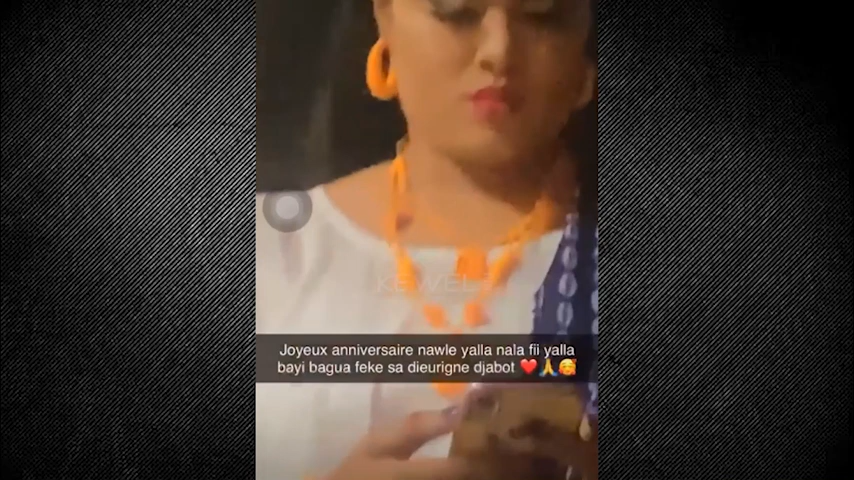 Joyeux anniversaire nawle yalla nala fii yalla
bayi bagua feke sa dieurigne djabot ❤️🙏🥰